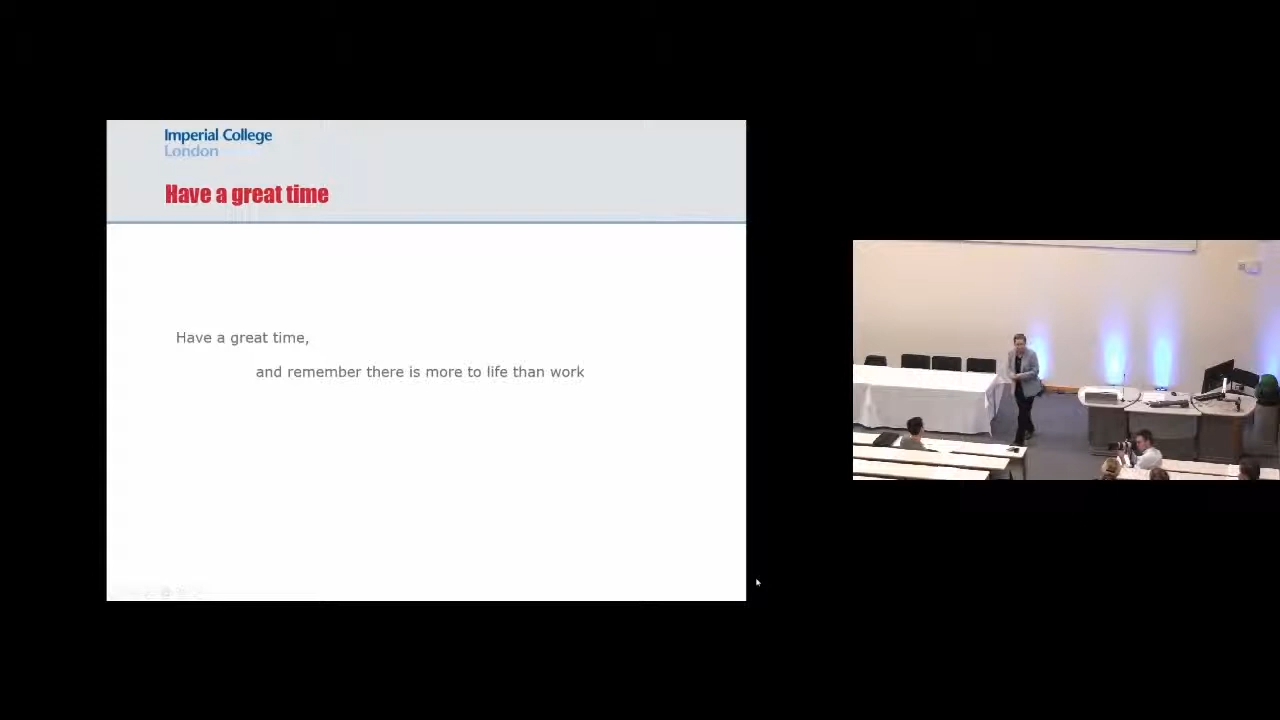 Imperial College
London
Have a great time
Have a great time,
and remember there is more to life than work